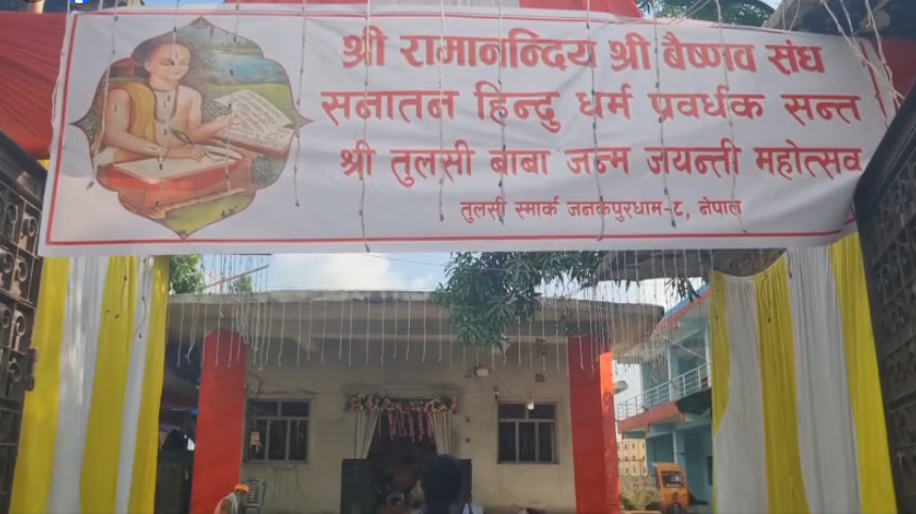 श्री रामानन्दिय श्री बैष्णव संघ
सनातन हिन्दु धर्म प्रवर्धक सन्त
श्री तुलसी बाबा जन्म जयन्ती महोत्सव
तुलसी स्मार्क जनकपुरधाम-८, नेपाल